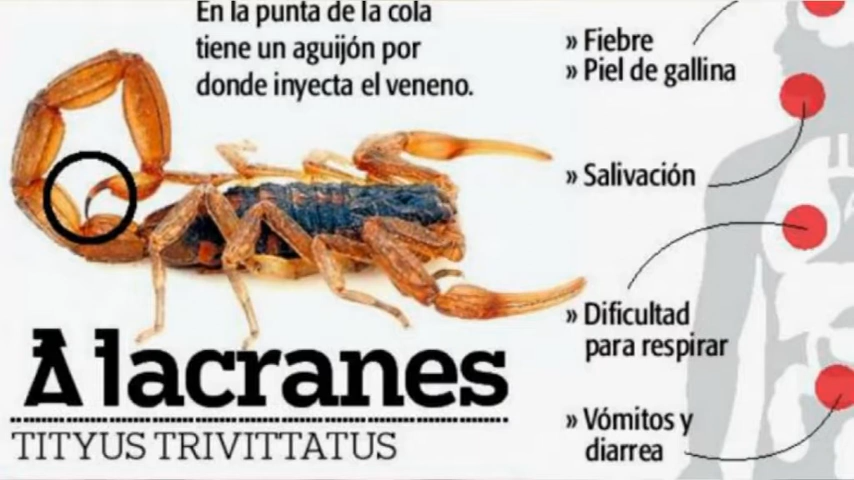 En la punta de la cola
tiene un aguijón por
donde inyecta el veneno.
» Fiebre
» Piel de gallina
» Salivación
» Dificultad
para respirar
» Vómitos y
diarrea
Alacranes
TITYUS TRIVITTATUS